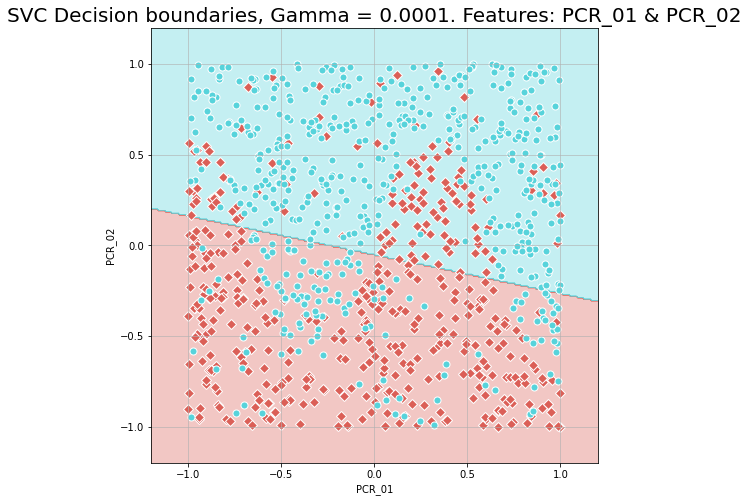 SVC Decision boundaries, Gamma = 0.0001. Features: PCR_01 & PCR_02
1.0
0.5
0.0
−0.5
−1.0
PCR_02
−1.0 −0.5 0.0 0.5 1.0
PCR_01